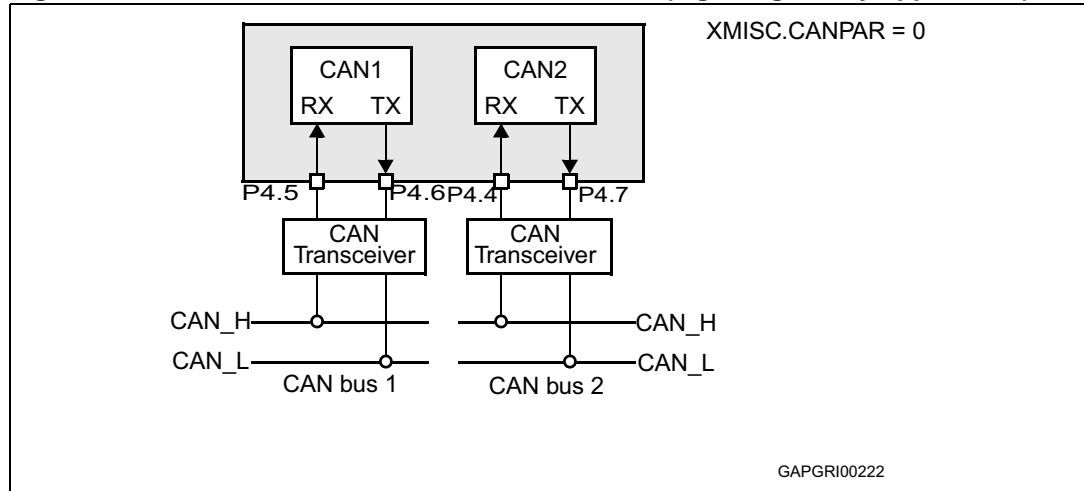 XMISC.CANPAR = 0
CAN1
CAN2
RX TX
RX TX
P4.5
P4.6
P4.4
P4.7
CAN
Transceiver
CAN
Transceiver
CAN_H
CAN_H
CAN_L
CAN_L
CAN bus 1
CAN bus 2
GAPGRI00222